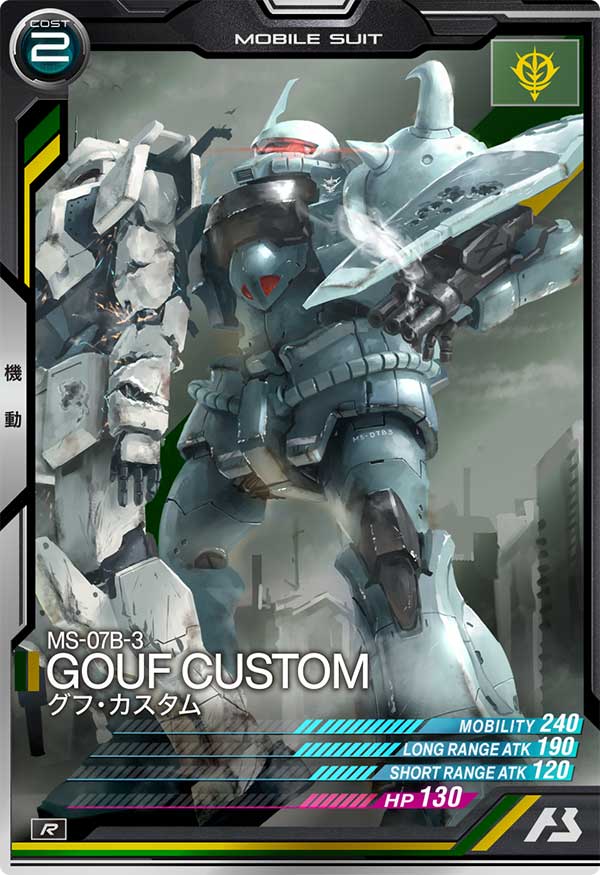 COST
2
MOBILE SUIT
機動
MS-07B3
MS-07B-3
GOUF CUSTOM
グフ・カスタム
MOBILITY 240
LONG RANGE ATK 190
SHORT RANGE ATK 120
HP 130
R